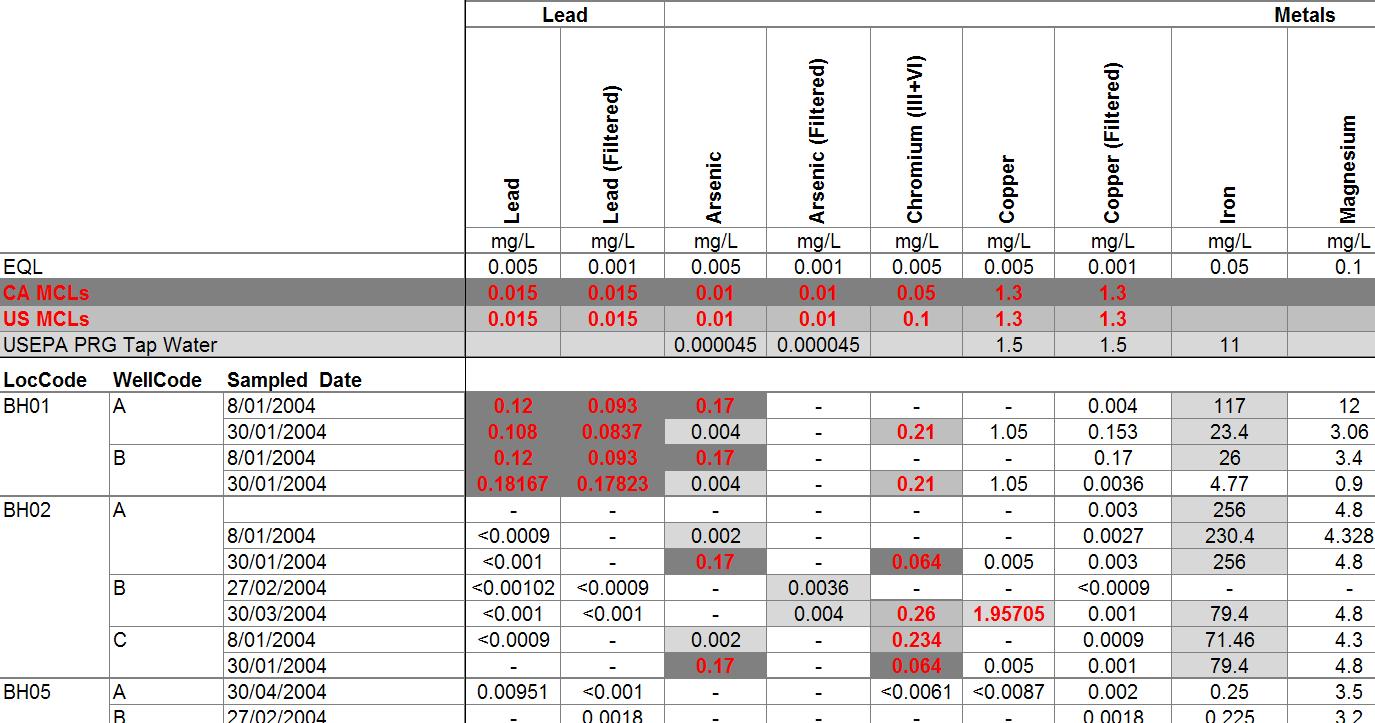 Lead Metals
Lead Lead (Filtered) Arsenic Arsenic (Filtered) Chromium (III+VI) Copper Copper (Filtered) Iron Magnesium
mg/L mg/L mg/L mg/L mg/L mg/L mg/L mg/L mg/L
EQL 0.005 0.001 0.005 0.001 0.005 0.005 0.001 0.05 0.1
CA MCLs 0.015 0.015 0.01 0.01 0.05 1.3 1.3
US MCLs 0.015 0.015 0.01 0.01 0.1 1.3 1.3
USEPA PRG Tap Water 0.000045 0.000045 1.5 1.5 11
LocCode WellCode Sampled_Date
BH01 A 8/01/2004 0.12 0.093 0.17 - - - 0.004 117 12
30/01/2004 0.108 0.0837 0.004 - 0.21 1.05 0.153 23.4 3.06
B 8/01/2004 0.12 0.093 0.17 - - - 0.17 26 3.4
30/01/2004 0.18167 0.17823 0.004 - 0.21 1.05 0.0036 4.77 0.9
BH02 A - - - - - - 0.003 256 4.8
8/01/2004 <0.0009 - 0.002 - - - 0.0027 230.4 4.328
30/01/2004 <0.001 - 0.17 - 0.064 0.005 0.003 256 4.8
B 27/02/2004 <0.00102 <0.0009 - 0.0036 - - <0.0009 - -
30/03/2004 <0.001 <0.001 - 0.004 0.26 1.95705 0.001 79.4 4.8
C 8/01/2004 <0.0009 - 0.002 - 0.234 - 0.0009 71.46 4.3
30/01/2004 - - 0.17 - 0.064 0.005 0.001 79.4 4.8
BH05 A 30/04/2004 0.00951 <0.001 - - <0.0061 <0.0087 0.002 0.25 3.5
B 27/02/2004 - 0.0018 - - - - 0.0018 0.225 3.2